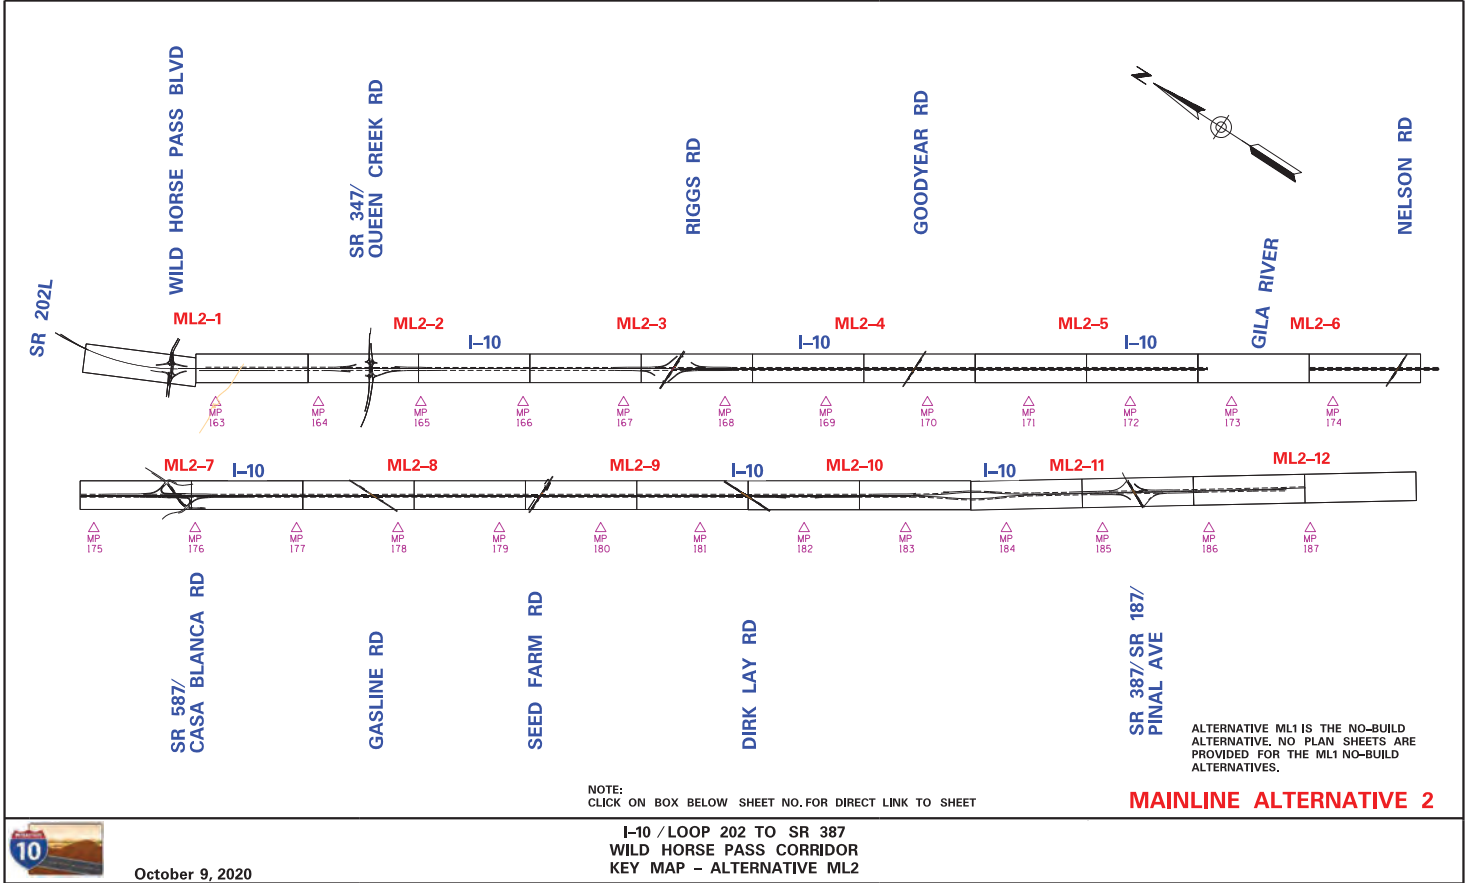 WILD HORSE PASS BLVD
SR 347/
QUEEN CREEK RD
RIGGS RD
GOODYEAR RD
N
NELSON RD
SR 202L
GILA RIVER
ML2–1
ML2–2
ML2–3
ML2–4
ML2–5
ML2–6
I–10
I–10
I–10
MP
163
MP
164
MP
165
MP
166
MP
167
MP
168
MP
169
MP
170
MP
171
MP
172
MP
173
MP
174
ML2–7
I–10
ML2–8
ML2–9
I–10
ML2–10
I–10
ML2–11
ML2–12
MP
175
MP
176
MP
177
MP
178
MP
179
MP
180
MP
181
MP
182
MP
183
MP
184
MP
185
MP
186
MP
187
SR 587/
CASA BLANCA RD
GASLINE RD
SEED FARM RD
DIRK LAY RD
SR 387/ SR 187/
PINAL AVE
ALTERNATIVE ML1 IS THE NO–BUILD
ALTERNATIVE. NO PLAN SHEETS ARE
PROVIDED FOR THE ML1 NO–BUILD
ALTERNATIVES.
NOTE:
CLICK ON BOX BELOW SHEET NO. FOR DIRECT LINK TO SHEET
MAINLINE ALTERNATIVE 2
10
October 9, 2020
I–10 / LOOP 202 TO SR 387
WILD HORSE PASS CORRIDOR
KEY MAP – ALTERNATIVE ML2